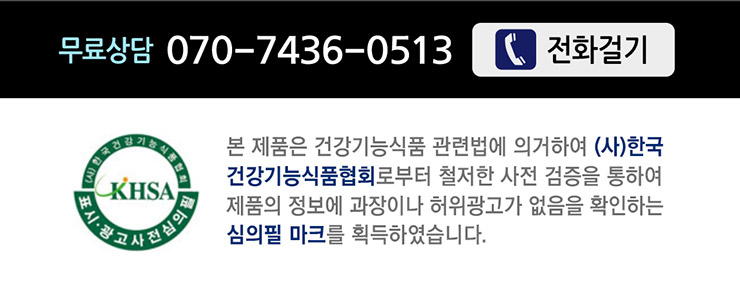 무료상담 070-7436-0513 전화걸기
(사)한국건강기능식품협회
KHSA
표시·광고사전심의필
본 제품은 건강기능식품 관련법에 의거하여 (사)한국
건강기능식품협회로부터 철저한 사전 검증을 통하여
제품의 정보에 과장이나 허위광고가 없음을 확인하는
심의필 마크를 획득하였습니다.